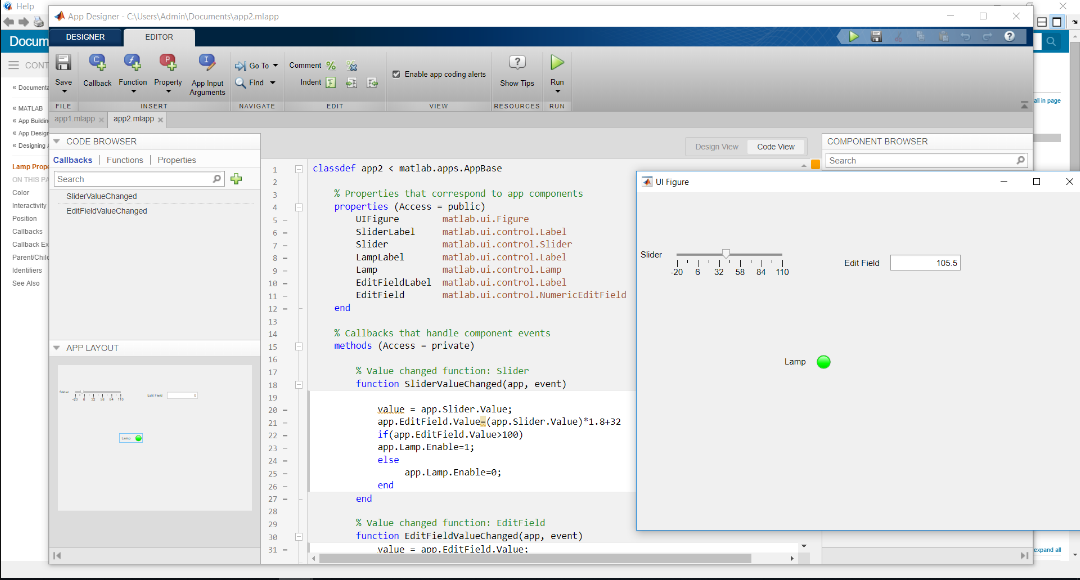 Help
App Designer - C:\Users\Admin\Documents\app2.mlapp
DESIGNER
EDITOR
Docum
CONT
Save
Callback
Function
Property
App Input
Arguments
Go To
Find
Comment
Indent
Enable app coding alerts
Show Tips
Run
FILE
INSERT
NAVIGATE
EDIT
VIEW
RESOURCES
RUN
app1.mlapp
app2.mlapp
« MATLAB
Lamp Prop
ON THIS PA
Color
Interactivity
Position
Callbacks
Callback Ex
Parent/Child
Identifiers
See Also
CODE BROWSER
Callbacks
Functions
Properties
Search
SliderValueChanged
EditFieldValueChanged
APP LAYOUT
Design View
Code View
COMPONENT BROWSER
Search
1 classdef app2 < matlab.apps.AppBase
2
3 % Properties that correspond to app components
4 properties (Access = public)
5 – UIFigure matlab.ui.Figure
6 – SliderLabel matlab.ui.control.Label
7 – Slider matlab.ui.control.Slider
8 – LampLabel matlab.ui.control.Label
9 – Lamp matlab.ui.control.Lamp
10 – EditFieldLabel matlab.ui.control.Label
11 – EditField matlab.ui.control.NumericEditField
12 – end
13
14 % Callbacks that handle component events
15 methods (Access = private)
16
17 % Value changed function: Slider
18 function SliderValueChanged(app, event)
19
20 – value = app.Slider.Value;
21 – app.EditField.Value=(app.Slider.Value)*1.8+32
22 – if(app.EditField.Value>100)
23 – app.Lamp.Enable=1;
24 – else
25 – app.Lamp.Enable=0;
26 – end
27 – end
28
29 % Value changed function: EditField
30 function EditFieldValueChanged(app, event)
31 – value = app.EditField.Value;
UI Figure
Slider
-20 6 32 58 84 110
Edit Field
105.5
Lamp
all in page
expand all